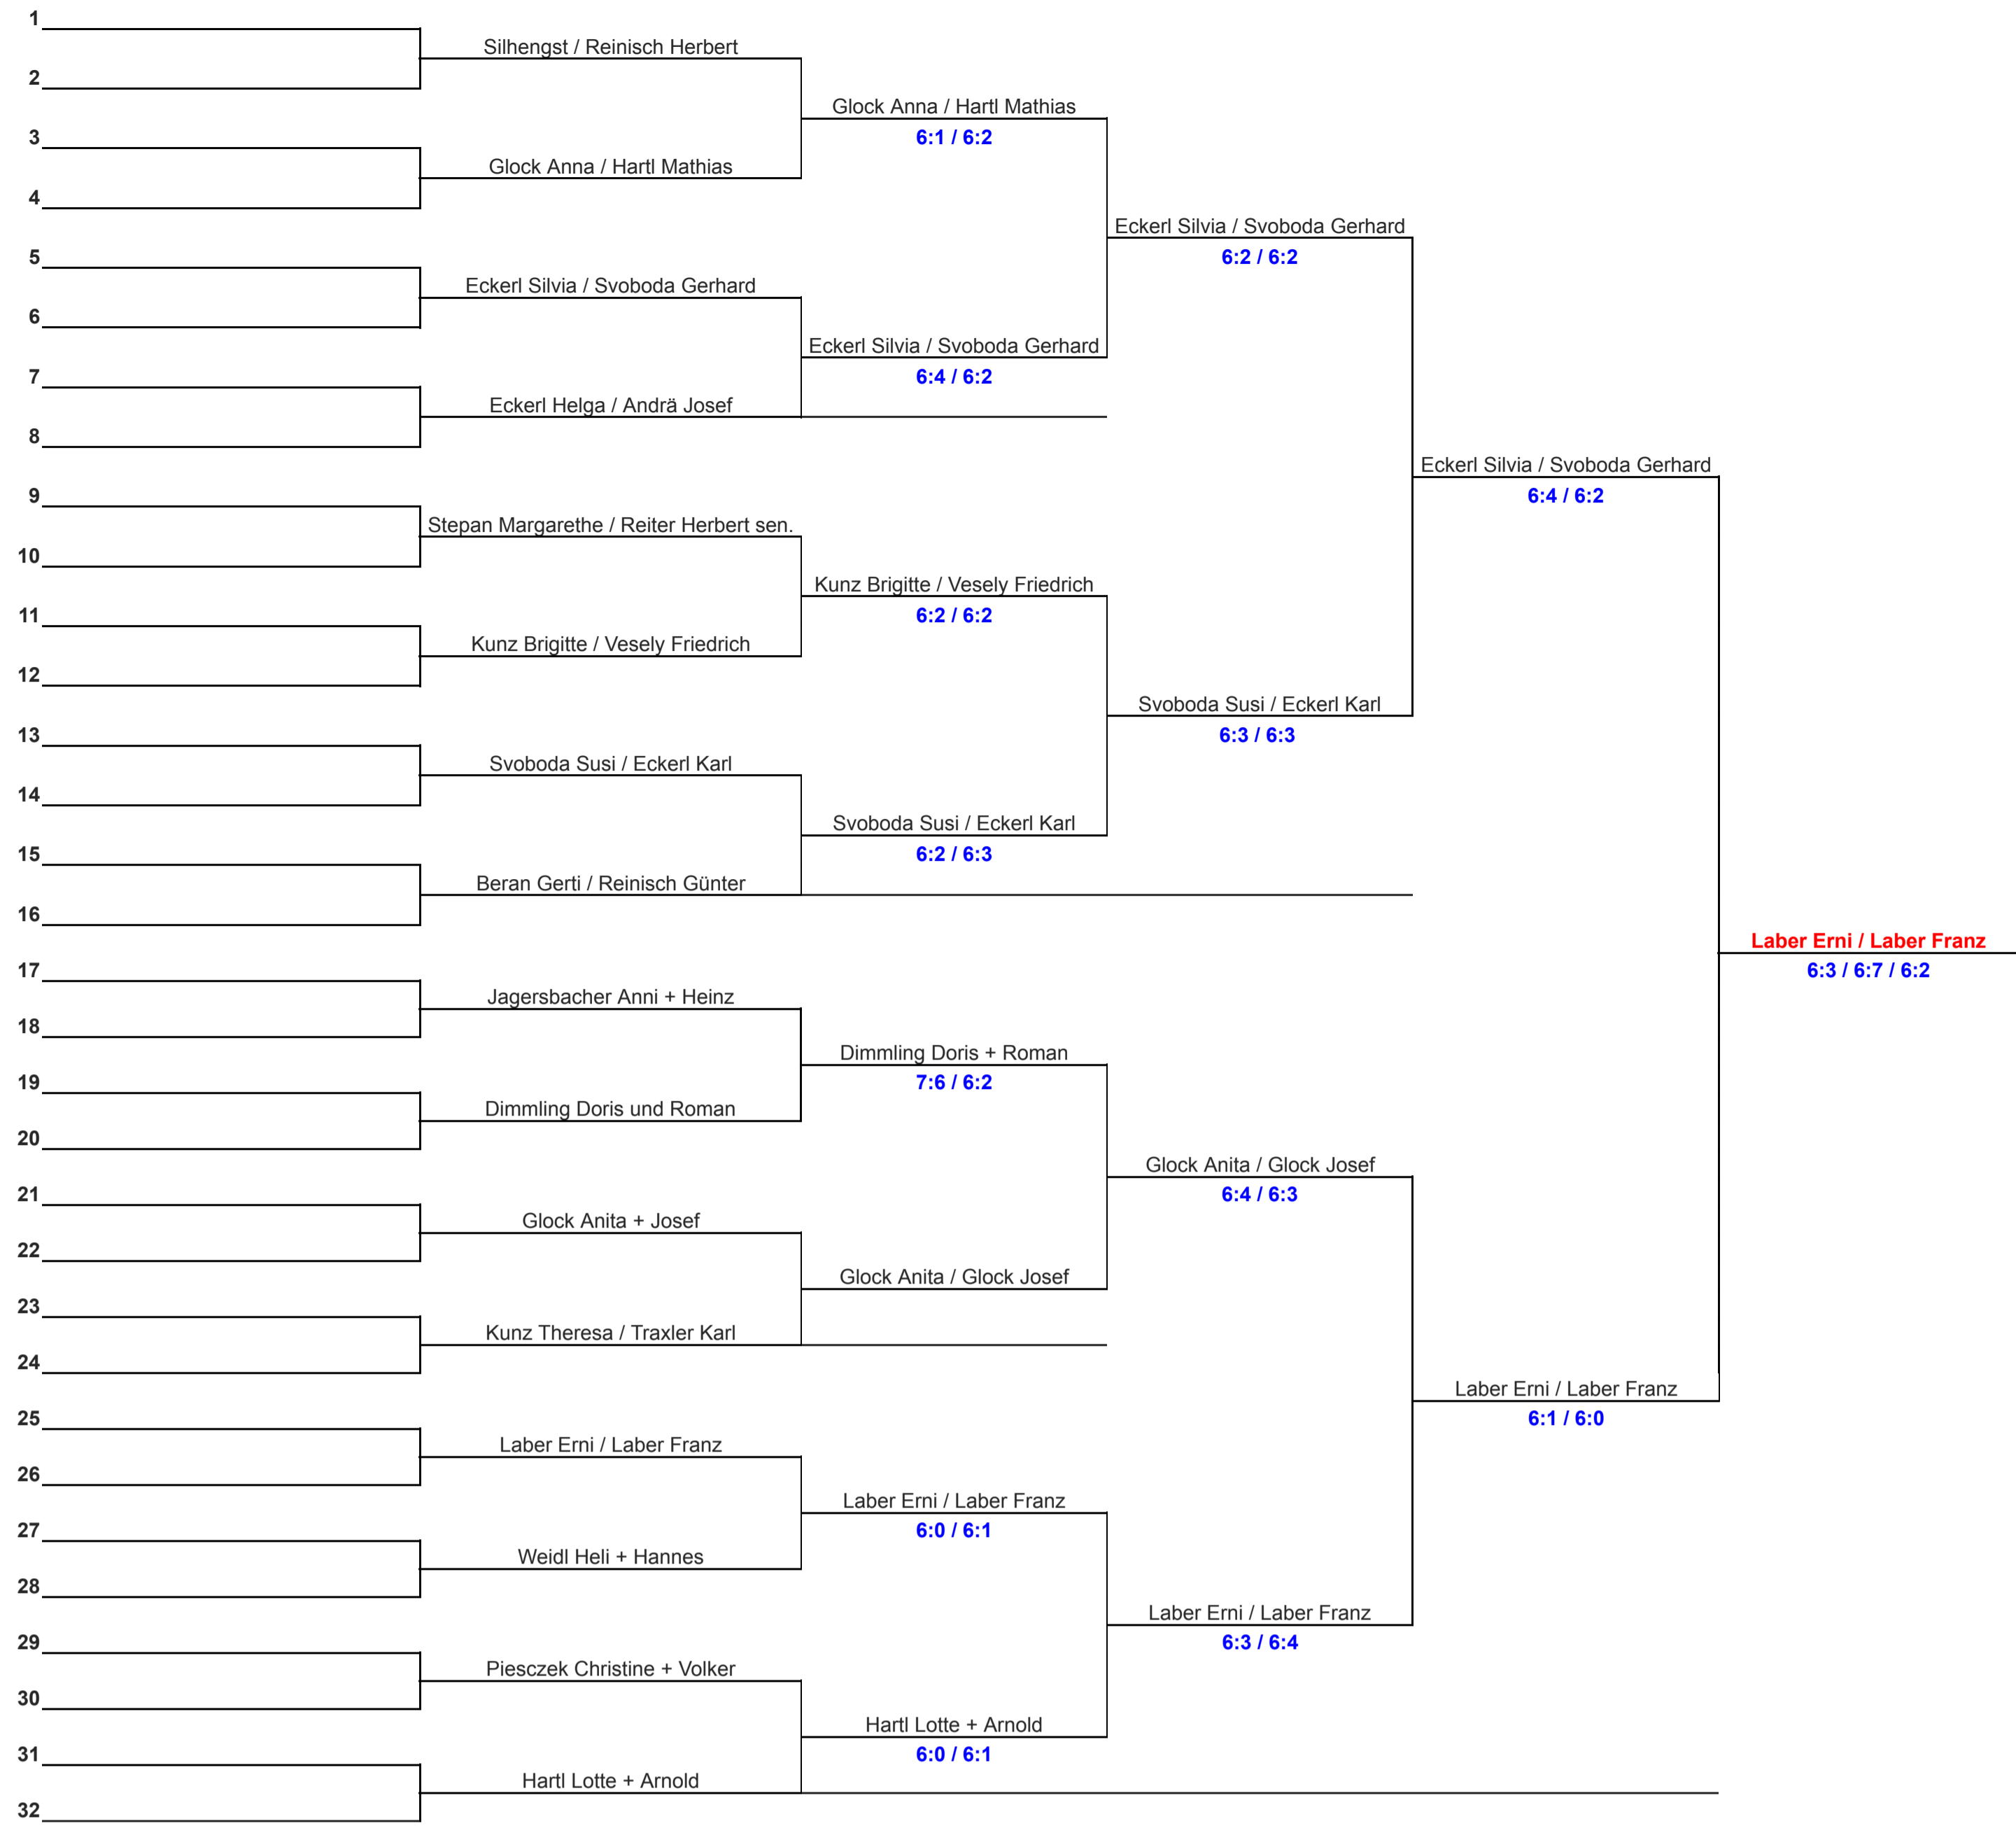 1
Silhengst / Reinisch Herbert
2
Glock Anna / Hartl Mathias
6:1 / 6:2
3
Glock Anna / Hartl Mathias
4
Eckerl Silvia / Svoboda Gerhard
6:2 / 6:2
5
Eckerl Silvia / Svoboda Gerhard
6
Eckerl Silvia / Svoboda Gerhard
6:4 / 6:2
7
Eckerl Helga / Andrä Josef
8
Eckerl Silvia / Svoboda Gerhard
6:4 / 6:2
9
Stepan Margarethe / Reiter Herbert sen.
10
Kunz Brigitte / Vesely Friedrich
6:2 / 6:2
11
Kunz Brigitte / Vesely Friedrich
12
Svoboda Susi / Eckerl Karl
6:3 / 6:3
13
Svoboda Susi / Eckerl Karl
14
Svoboda Susi / Eckerl Karl
6:2 / 6:3
15
Beran Gerti / Reinisch Günter
16
Laber Erni / Laber Franz
6:3 / 6:7 / 6:2
17
Jagersbacher Anni + Heinz
18
Dimmling Doris + Roman
7:6 / 6:2
19
Dimmling Doris und Roman
20
Glock Anita / Glock Josef
6:4 / 6:3
21
Glock Anita + Josef
22
Glock Anita / Glock Josef
23
Kunz Theresa / Traxler Karl
24
Laber Erni / Laber Franz
6:1 / 6:0
25
Laber Erni / Laber Franz
26
Laber Erni / Laber Franz
6:0 / 6:1
27
Weidl Heli + Hannes
28
Laber Erni / Laber Franz
6:3 / 6:4
29
Piesczek Christine + Volker
30
Hartl Lotte + Arnold
6:0 / 6:1
31
Hartl Lotte + Arnold
32